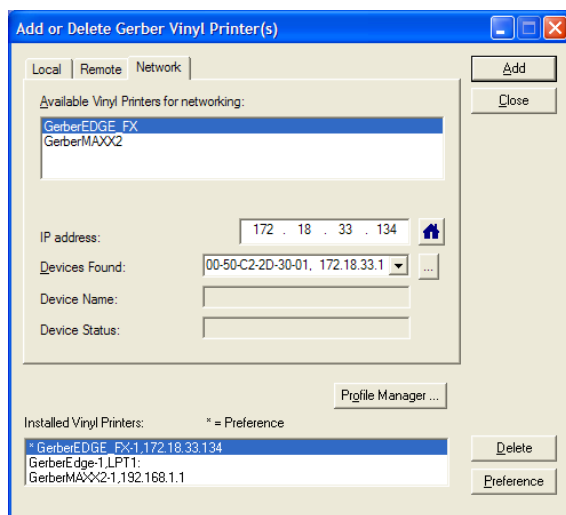 Add or Delete Gerber Vinyl Printer(s)
Local Remote Network
Add
Close
Available Vinyl Printers for networking:
GerberEDGE_FX
GerberMAXX2
IP address: 172 . 18 . 33 . 134
Devices Found: 00-50-C2-2D-30-01, 172.18.33.1 ...
Device Name:
Device Status:
Profile Manager ...
Installed Vinyl Printers: * = Preference
* GerberEDGE_FX-1,172.18.33.134
GerberEdge-1,LPT1:
GerberMAXX2-1,192.168.1.1
Delete
Preference